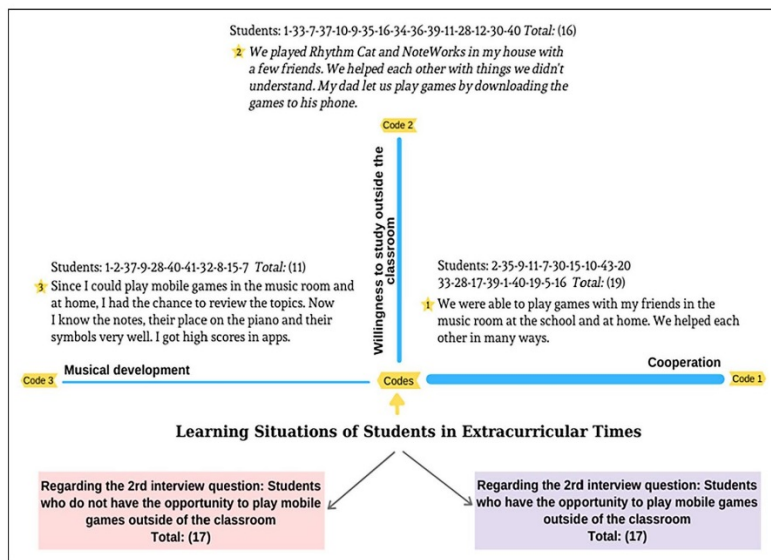 Students: 1-33-7-37-10-9-35-16-34-36-39-11-28-12-30-40 Total: (16)
2 We played Rhythm Cat and NoteWorks in my house with
a few friends. We helped each other with things we didn't
understand. My dad let us play games by downloading the
games to his phone.
Code 2
Willingness to study outside the
classroom
Students: 1-2-37-9-28-40-41-32-8-15-7 Total: (11)
3 Since I could play mobile games in the music room and
at home, I had the chance to review the topics. Now
I know the notes, their place on the piano and their
symbols very well. I got high scores in apps.
Students: 2-35-9-11-7-30-15-10-43-20
33-28-17-39-1-40-19-5-16 Total: (19)
1 We were able to play games with my friends in the
music room at the school and at home. We helped each
other in many ways.
Musical development
Cooperation
Code 3
Codes
Code 1
Learning Situations of Students in Extracurricular Times
Regarding the 2rd interview question: Students
who do not have the opportunity to play mobile
games outside of the classroom
Total: (17)
Regarding the 2rd interview question: Students
who have the opportunity to play mobile games
outside of the classroom
Total: (17)